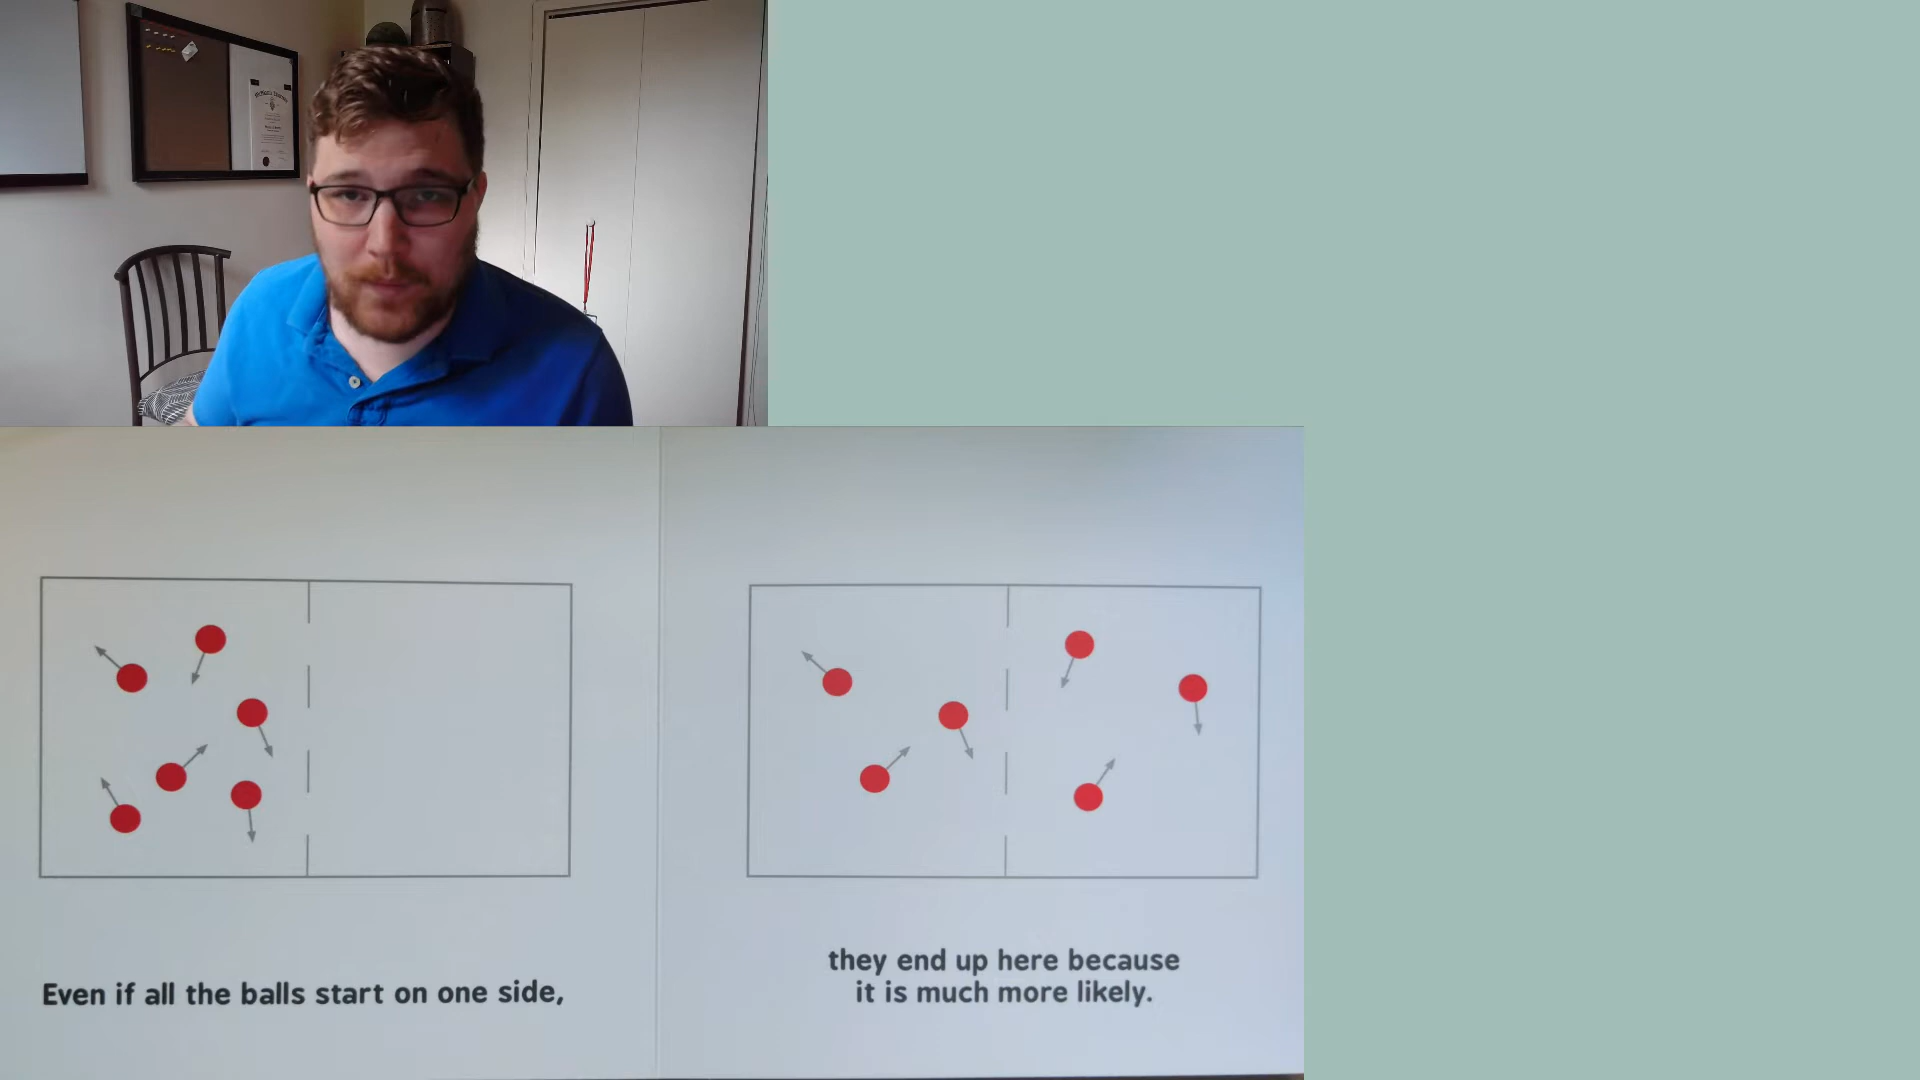 Even if all the balls start on one side,
they end up here because
it is much more likely.